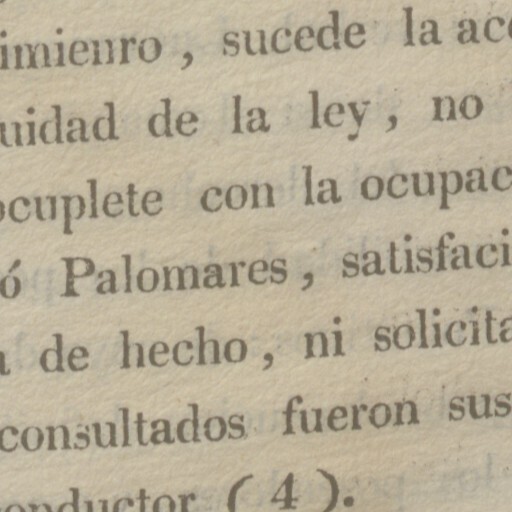 imienro, sucede la acc
uidad de la ley, no
ocuplete con la ocupac
ó Palomares, satisfaci
a de hecho, ni solicita
consultados fueron sus
onductor (4).